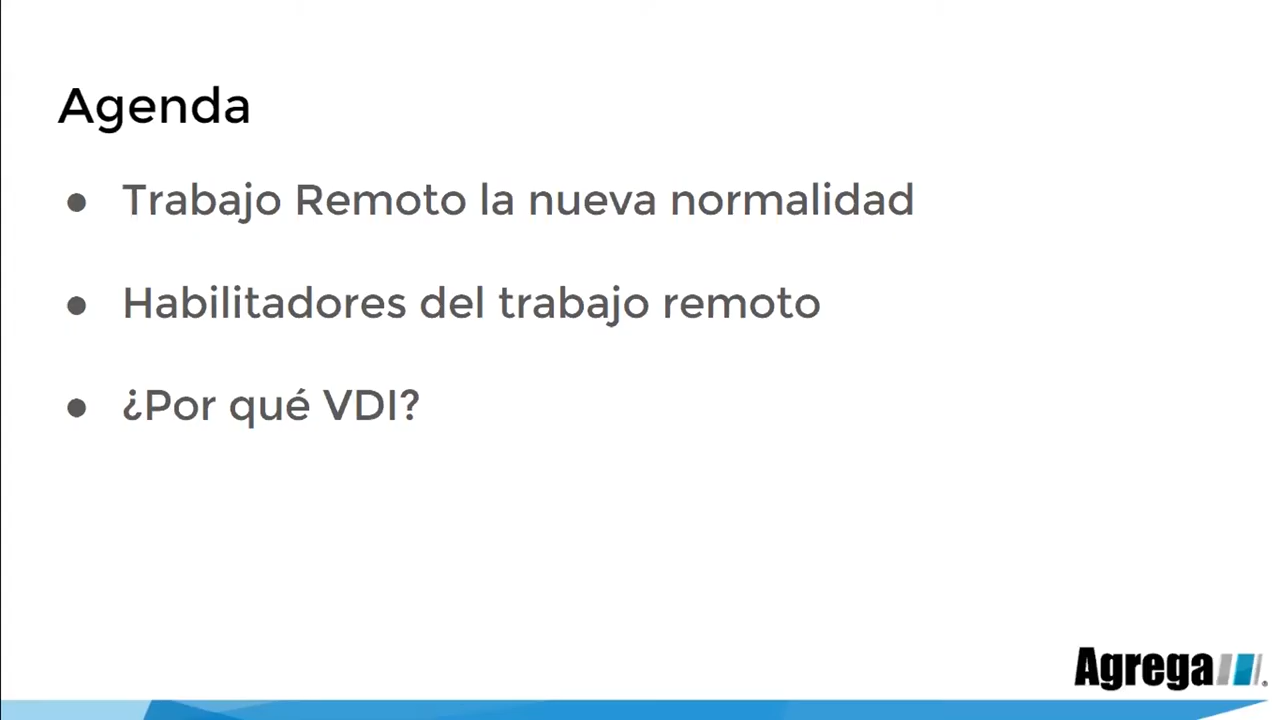 Agenda
● Trabajo Remoto la nueva normalidad
● Habilitadores del trabajo remoto
● ¿Por qué VDI?
Agrega